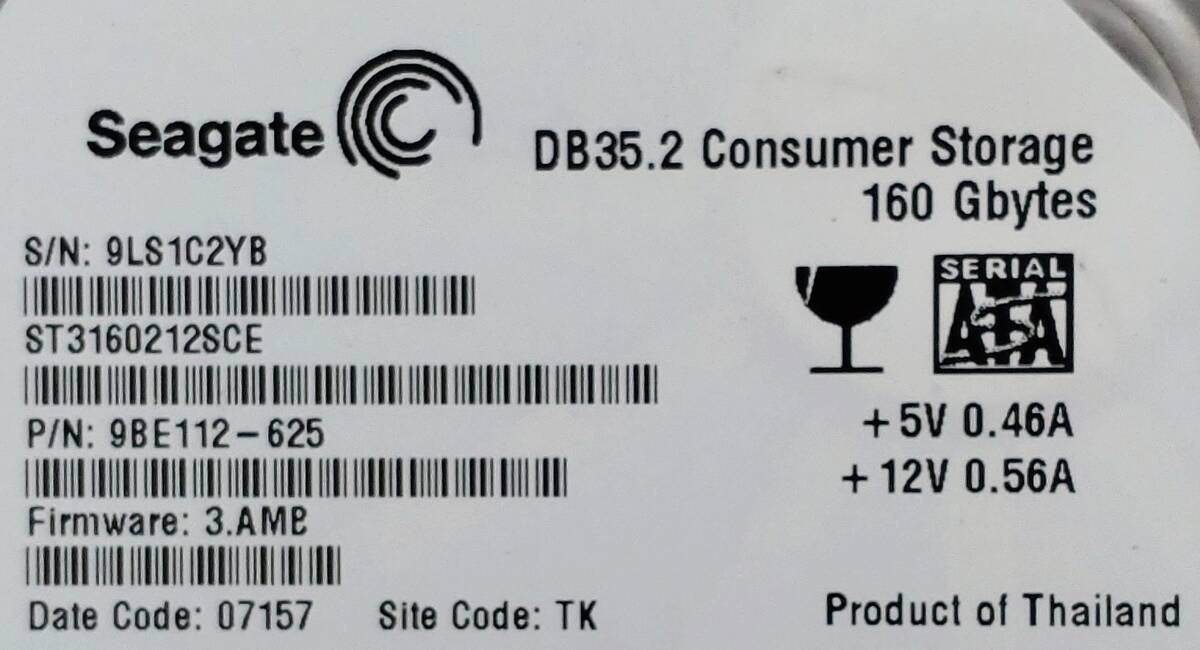 Seagate
DB35.2 Consumer Storage
160 Gbytes
S/N: 9LS1C2YB
ST3160212SCE
P/N: 9BE112-625
Firmware: 3.AMB
Date Code: 07157 Site Code: TK
SERIAL
ATA
+5V 0.46A
+12V 0.56A
Product of Thailand